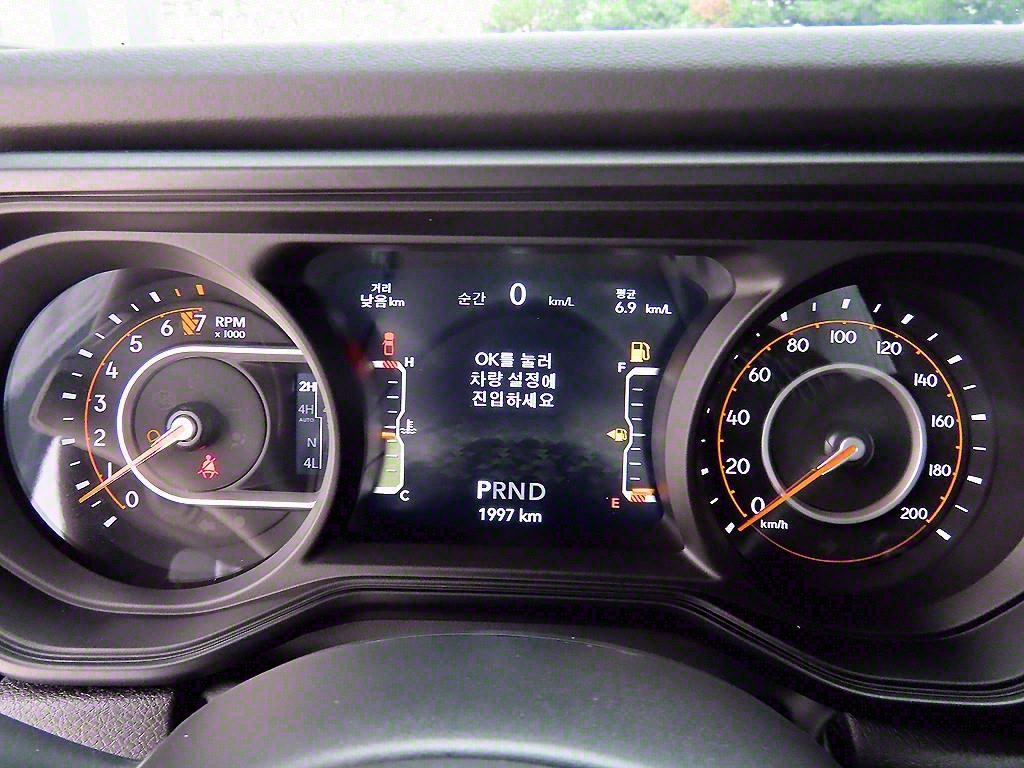 거리
낮음 km
순간 0 km/L
평균
6.9 km/L
H
C
F
E
OK를 눌러
차량 설정에
진입하세요
PRND
1997 km
0 1 2 3 4 5 6 7
RPM
x 1000
2H
4H
AUTO
N
4L
0 20 40 60 80 100 120 140 160 180 200
km/h